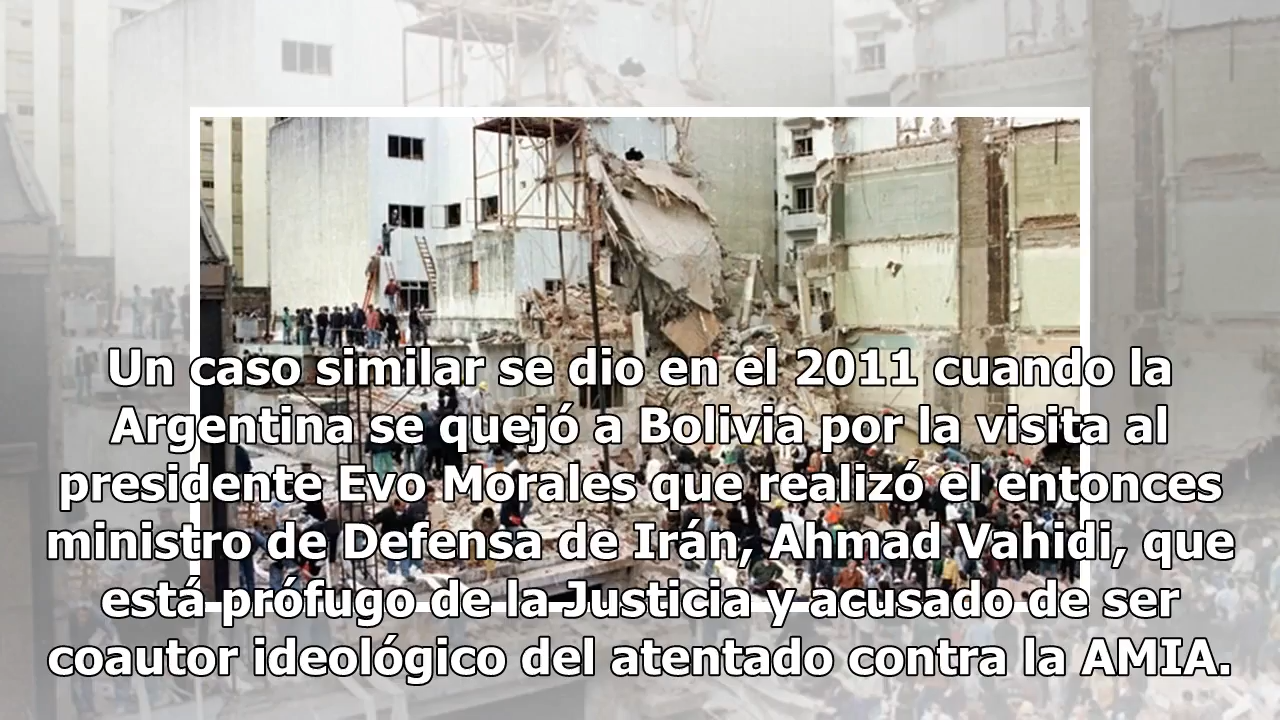 Un caso similar se dio en el 2011 cuando la
Argentina se quejó a Bolivia por la visita al
presidente Evo Morales que realizó el entonces
ministro de Defensa de Irán, Ahmad Vahidi, que
está prófugo de la Justicia y acusado de ser
coautor ideológico del atentado contra la AMIA.